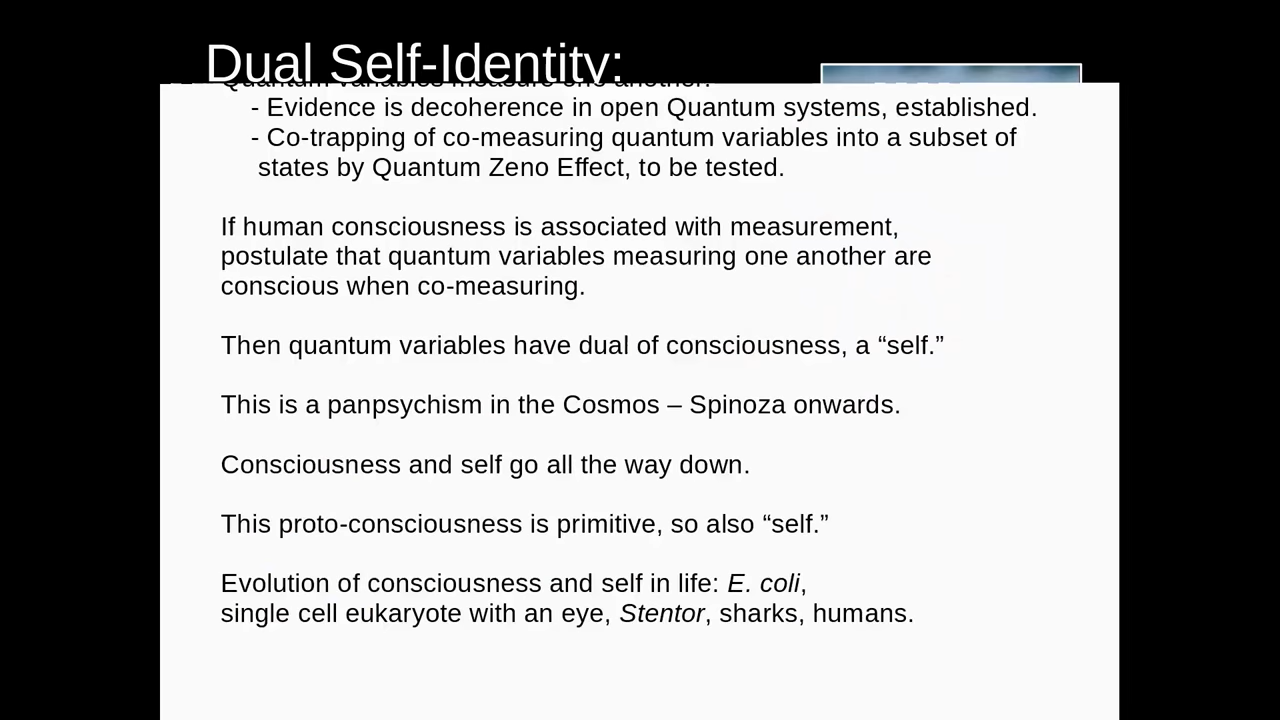 Dual Self-Identity:
Quantum variables measure one another.
- Evidence is decoherence in open Quantum systems, established.
- Co-trapping of co-measuring quantum variables into a subset of
states by Quantum Zeno Effect, to be tested.
If human consciousness is associated with measurement,
postulate that quantum variables measuring one another are
conscious when co-measuring.
Then quantum variables have dual of consciousness, a “self.”
This is a panpsychism in the Cosmos – Spinoza onwards.
Consciousness and self go all the way down.
This proto-consciousness is primitive, so also “self.”
Evolution of consciousness and self in life: E. coli,
single cell eukaryote with an eye, Stentor, sharks, humans.